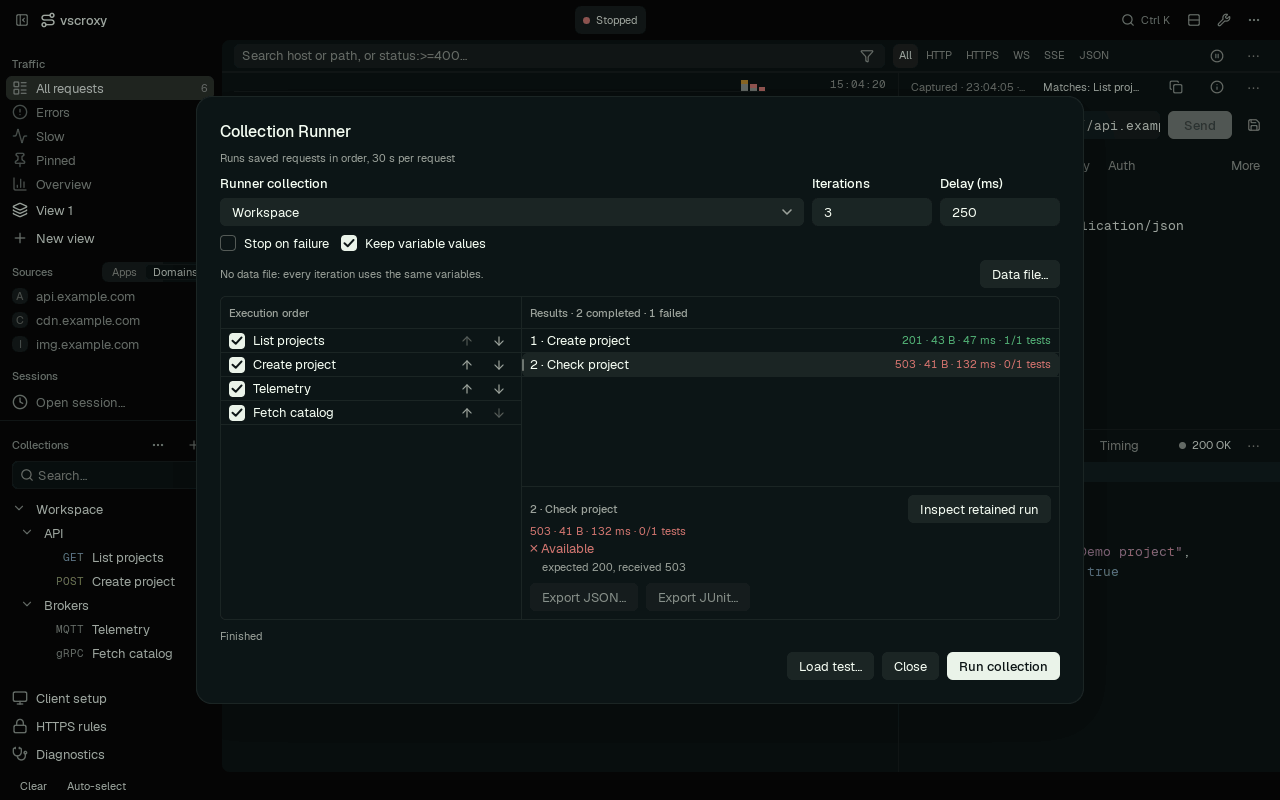 vscroxy
Stopped
Ctrl K
Traffic
All requests 6
Errors
Slow
Pinned
Overview
View 1
New view
Sources Apps Domains
A api.example.com
C cdn.example.com
I img.example.com
Sessions
Open session…
Collections
Search…
Workspace
API
GET List projects
POST Create project
Brokers
MQTT Telemetry
gRPC Fetch catalog
Client setup
HTTPS rules
Diagnostics
Clear Auto-select
Search host or path, or status:>=400…
All HTTP HTTPS WS SSE JSON
15:04:20
Captured · 23:04:05 ·… Matches: List proj…
/api.examp Send
y Auth More
lication/json
Timing 200 OK
Demo project",
true
Collection Runner
Runs saved requests in order, 30 s per request
Runner collection Iterations Delay (ms)
Workspace 3 250
Stop on failure Keep variable values
No data file: every iteration uses the same variables. Data file…
Execution order
List projects
Create project
Telemetry
Fetch catalog
Results · 2 completed · 1 failed
1 · Create project 201 · 43 B · 47 ms · 1/1 tests
2 · Check project 503 · 41 B · 132 ms · 0/1 tests
2 · Check project Inspect retained run
503 · 41 B · 132 ms · 0/1 tests
× Available
expected 200, received 503
Export JSON… Export JUnit…
Finished
Load test… Close Run collection